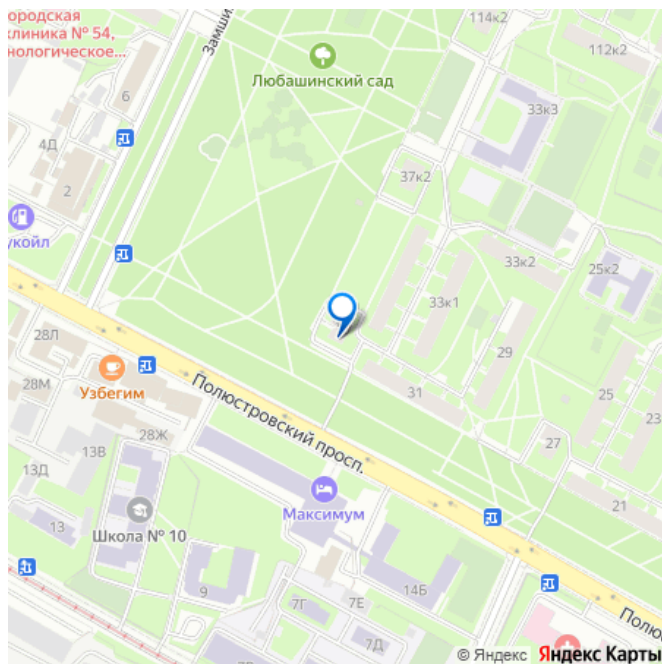 ородская
клиника № 54,
нологическое...
Замши
114к2
112к2
Любашинский сад
6
33к3
4Д
37к2
2
укойл
33к2
25к2
33к1
28Л
29
31
28М
Узбегим
25
23
Полюстровский просп.
28Ж
27
13В
13Д
21
Максимум
13
Школа № 10
9
14Б
7Г
7Е
7Д
Полю
© Яндекс Яндекс Карты